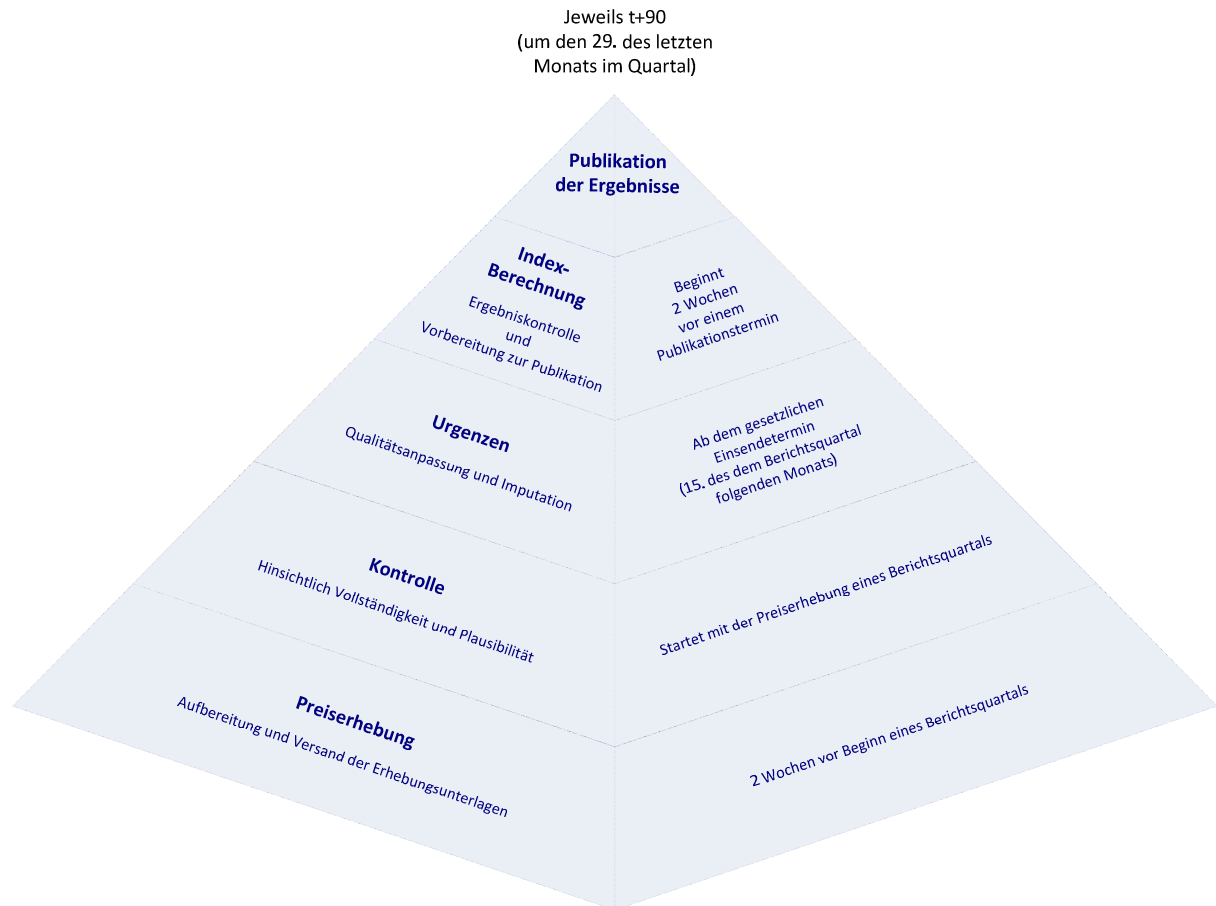 Jeweils t+90
(um den 29. des letzten
Monats im Quartal)
Publikation
der Ergebnisse
Index-
Berechnung
Ergebniskontrolle
und
Vorbereitung zur Publikation
Beginnt
2 Wochen
vor einem
Publikationstermin
Urgenzen
Qualitätsanpassung und Imputation
Ab dem gesetzlichen
Einsendetermin
(15. des dem Berichtsquartal
folgenden Monats)
Kontrolle
Hinsichtlich Vollständigkeit und Plausibilität
Startet mit der Preiserhebung eines Berichtsquartals
Preiserhebung
Aufbereitung und Versand der Erhebungsunterlagen
2 Wochen vor Beginn eines Berichtsquartals